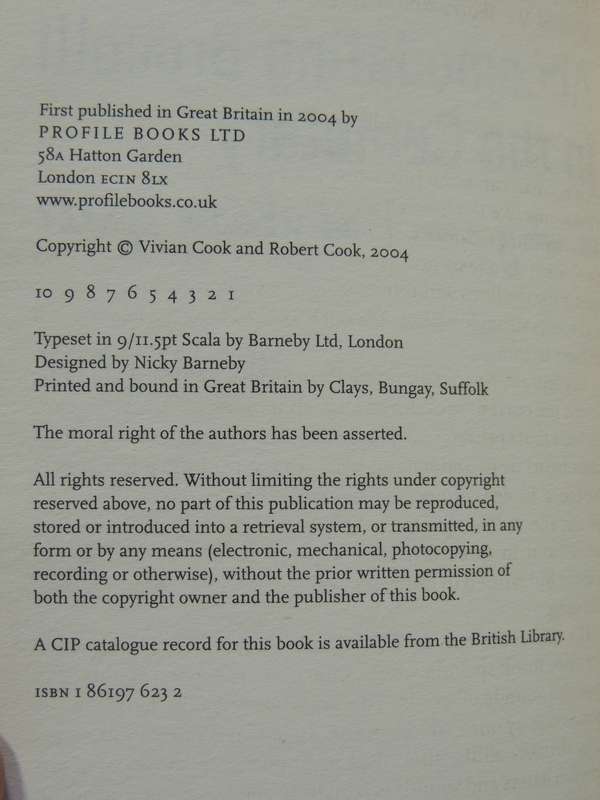 First published in Great Britain in 2004 by
PROFILE BOOKS LTD
58A Hatton Garden
London EC1N 8LX
www.profilebooks.co.uk
Copyright © Vivian Cook and Robert Cook, 2004
10 9 8 7 6 5 4 3 2 1
Typeset in 9/11.5pt Scala by Barneby Ltd, London
Designed by Nicky Barneby
Printed and bound in Great Britain by Clays, Bungay, Suffolk
The moral right of the authors has been asserted.
All rights reserved. Without limiting the rights under copyright
reserved above, no part of this publication may be reproduced,
stored or introduced into a retrieval system, or transmitted, in any
form or by any means (electronic, mechanical, photocopying,
recording or otherwise), without the prior written permission of
both the copyright owner and the publisher of this book.
A CIP catalogue record for this book is available from the British Library.
ISBN 1 86197 623 2